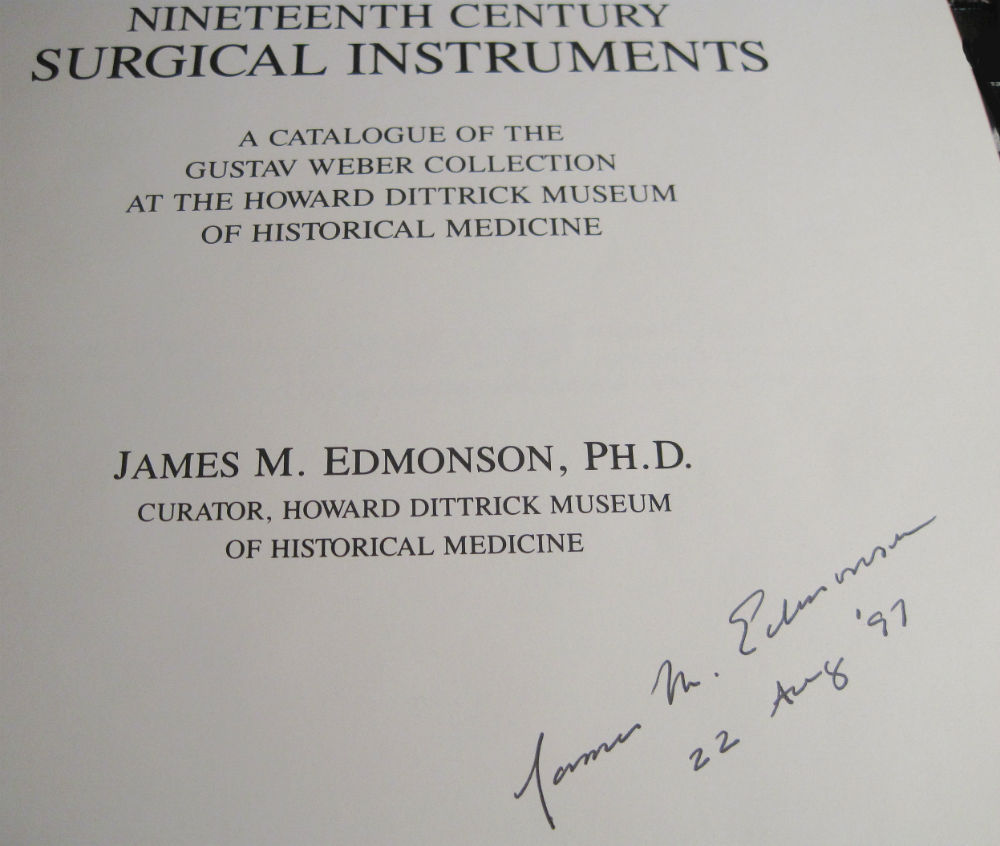 NINETEENTH CENTURY
SURGICAL INSTRUMENTS
A CATALOGUE OF THE
GUSTAV WEBER COLLECTION
AT THE HOWARD DITTRICK MUSEUM
OF HISTORICAL MEDICINE
JAMES M. EDMONSON, PH.D.
CURATOR, HOWARD DITTRICK MUSEUM
OF HISTORICAL MEDICINE
James M. Edmonson
22 Aug '97